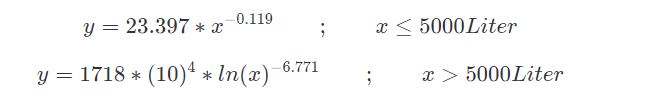 y = 23.397 * x^{-0.119} ; x ≤ 5000Liter
y = 1718 * (10)^4 * ln(x)^{-6.771} ; x > 5000Liter